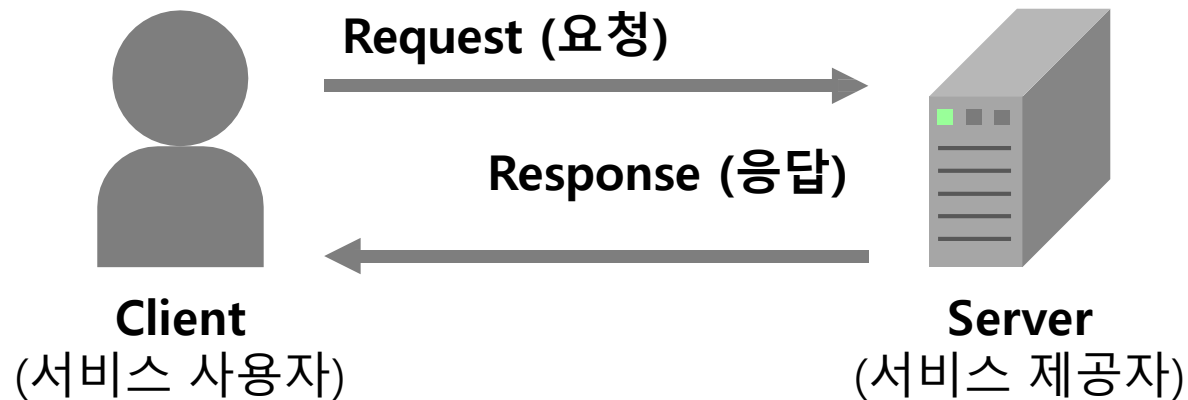 Request (요청)
Response (응답)
Client
(서비스 사용자)
Server
(서비스 제공자)